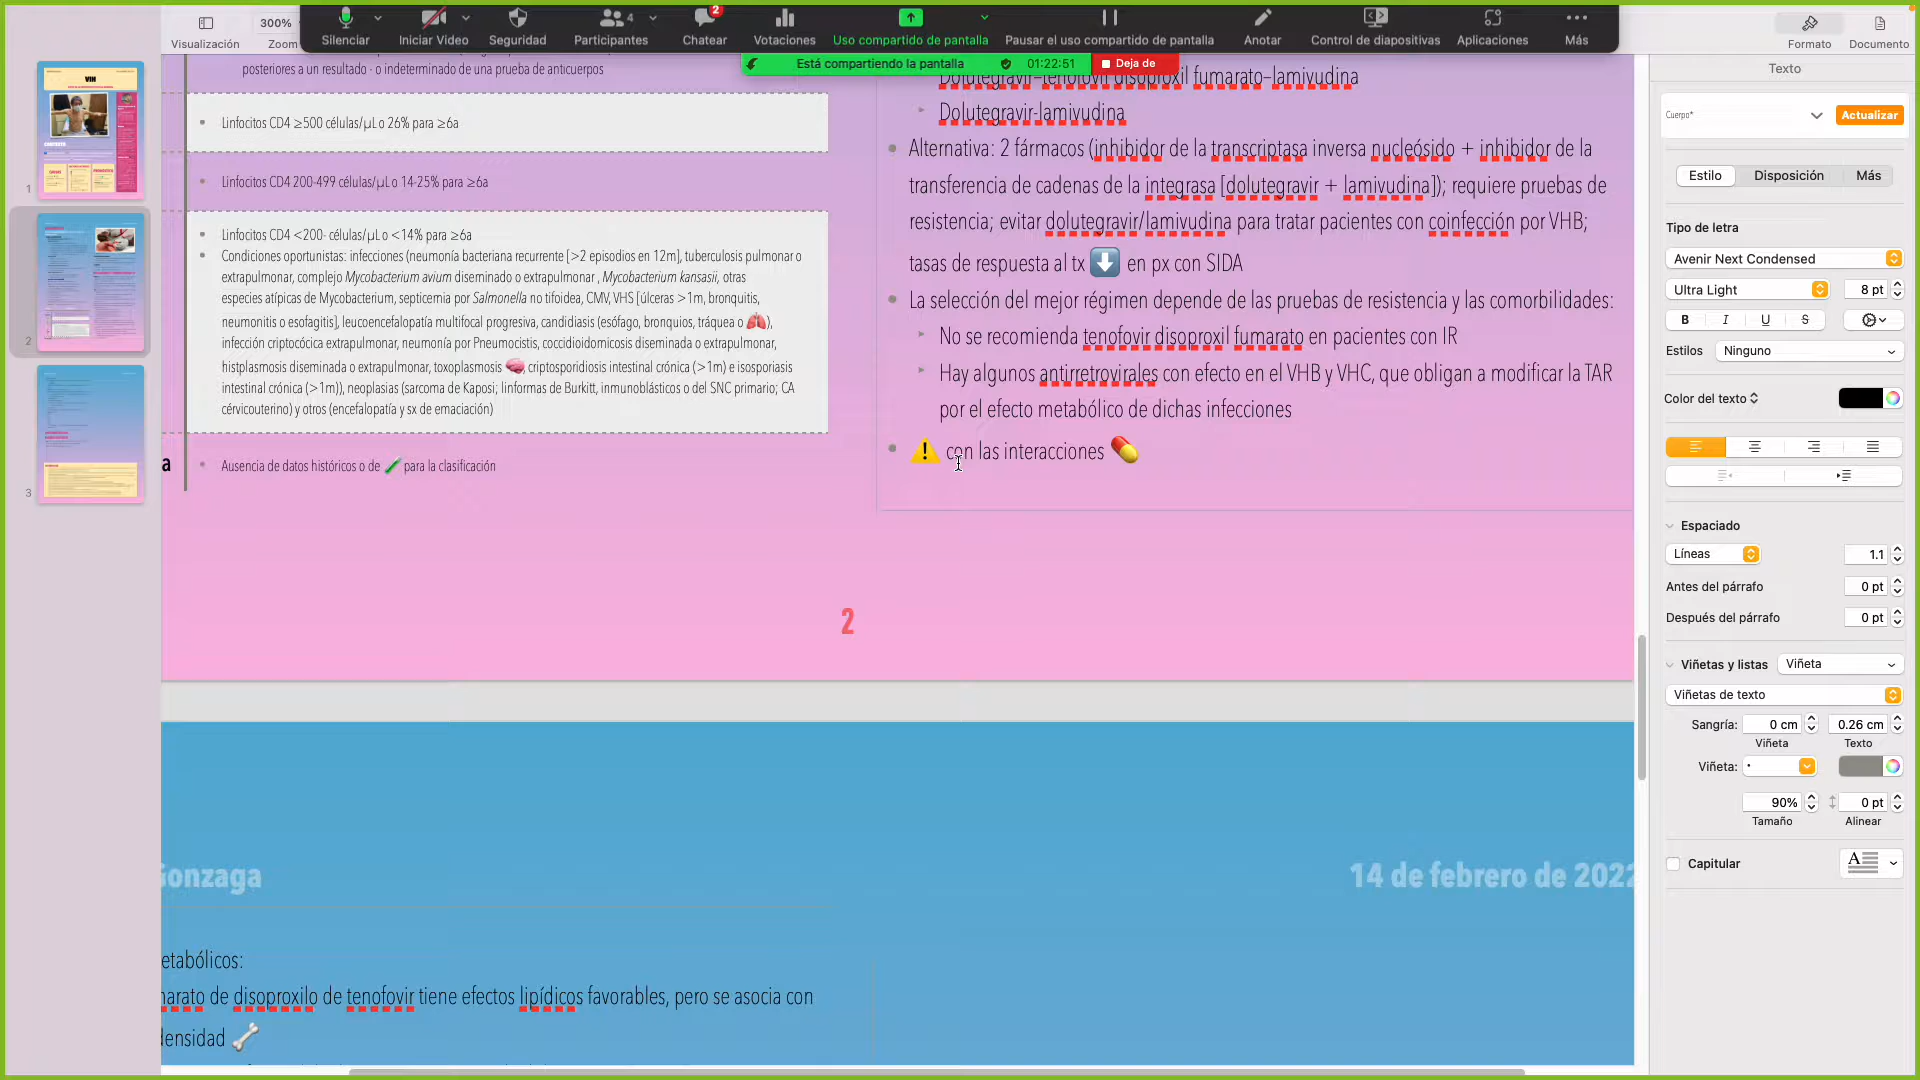 Visualización
300%
Zoom
Silenciar
Iniciar Video
Seguridad
4
Participantes
2
Chatear
Votaciones
Uso compartido de pantalla
Pausar el uso compartido de pantalla
Anotar
Control de diapositivas
Aplicaciones
Más
Está compartiendo la pantalla
01:22:51
Deja de
Formato
Documento
Texto
VIH
1
2
3
posteriores a un resultado - o indeterminado de una prueba de anticuerpos
• Linfocitos CD4 ≥500 células/µL o 26% para ≥6a
• Linfocitos CD4 200-499 células/µL o 14-25% para ≥6a
• Linfocitos CD4 <200- células/µL o <14% para ≥6a
• Condiciones oportunistas: infecciones (neumonía bacteriana recurrente [>2 episodios en 12m], tuberculosis pulmonar o
extrapulmonar, complejo Mycobacterium avium diseminado o extrapulmonar , Mycobacterium kansasii, otras
especies atípicas de Mycobacterium, septicemia por Salmonella no tifoidea, CMV, VHS [úlceras >1m, bronquitis,
neumonitis o esofagitis], leucoencefalopatía multifocal progresiva, candidiasis (esófago, bronquios, tráquea o 🫁),
infección criptocócica extrapulmonar, neumonía por Pneumocistis, coccidioidomicosis diseminada o extrapulmonar,
histplasmosis diseminada o extrapulmonar, toxoplasmosis 🧠, criptosporidiosis intestinal crónica (>1m) e isosporiasis
intestinal crónica (>1m)), neoplasias (sarcoma de Kaposi; linformas de Burkitt, inmunoblásticos o del SNC primario; CA
cérvicouterino) y otros (encefalopatía y sx de emaciación)
a
• Ausencia de datos históricos o de 🧪 para la clasificación
Dolutegravir–tenofovir disoproxil fumarato–lamivudina
‣ Dolutegravir-lamivudina
• Alternativa: 2 fármacos (inhibidor de la transcriptasa inversa nucleósido + inhibidor de la
transferencia de cadenas de la integrasa [dolutegravir + lamivudina]); requiere pruebas de
resistencia; evitar dolutegravir/lamivudina para tratar pacientes con coinfección por VHB;
tasas de respuesta al tx ⬇️ en px con SIDA
• La selección del mejor régimen depende de las pruebas de resistencia y las comorbilidades:
‣ No se recomienda tenofovir disoproxil fumarato en pacientes con IR
‣ Hay algunos antirretrovirales con efecto en el VHB y VHC, que obligan a modificar la TAR
por el efecto metabólico de dichas infecciones
• ⚠️ con las interacciones 💊
2
Gonzaga
14 de febrero de 2022
etabólicos:
narato de disoproxilo de tenofovir tiene efectos lipídicos favorables, pero se asocia con
densidad 🦴
Cuerpo*
Actualizar
Estilo
Disposición
Más
Tipo de letra
Avenir Next Condensed
Ultra Light
8 pt
B
I
U
S
Estilos
Ninguno
Color del texto
Espaciado
Líneas
1.1
Antes del párrafo
0 pt
Después del párrafo
0 pt
Viñetas y listas
Viñeta
Viñetas de texto
Sangría:
0 cm
0.26 cm
Viñeta
Texto
Viñeta:
•
90%
0 pt
Tamaño
Alinear
Capitular
A